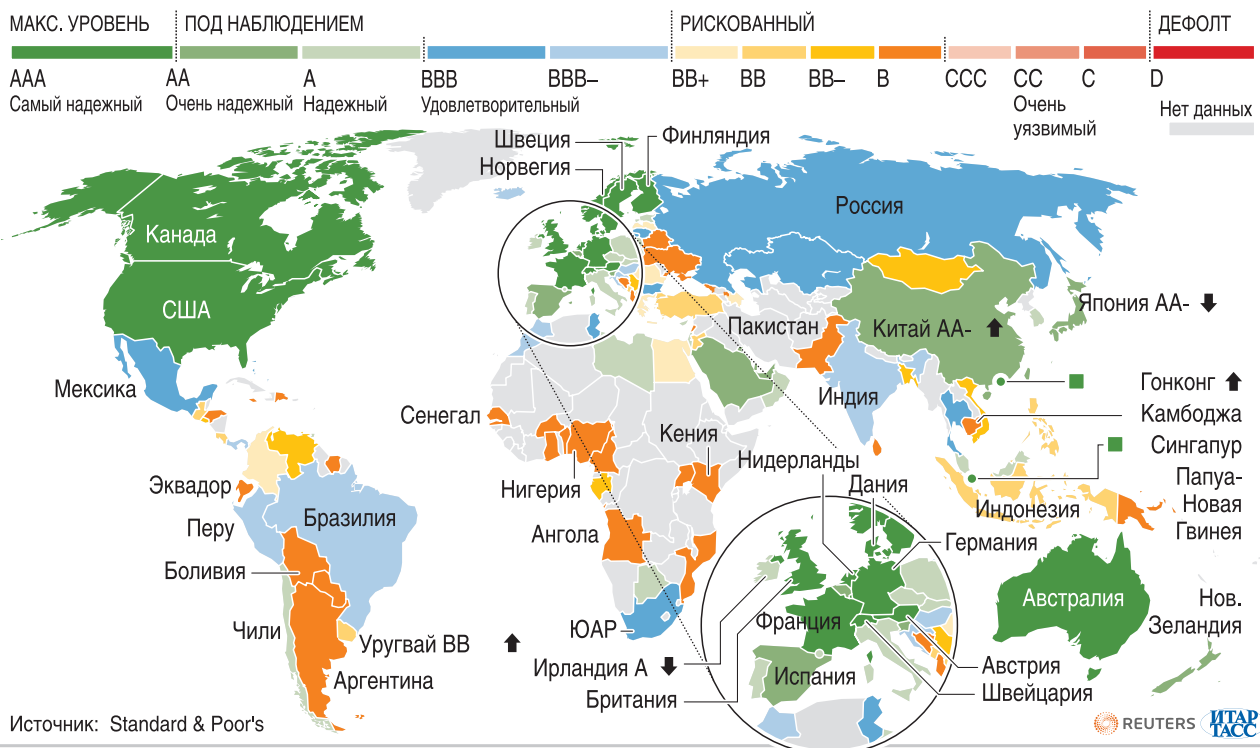 МАКС. УРОВЕНЬ
ПОД НАБЛЮДЕНИЕМ
РИСКОВАННЫЙ
ДЕФОЛТ
AAA
AA
A
BBB
BBB–
BB+
BB
BB–
B
CCC
CC
C
D
Самый надежный
Очень надежный
Надежный
Удовлетворительный
Очень
уязвимый
Нет данных
Швеция
Финляндия
Норвегия
Россия
Канада
США
Япония AA-
Пакистан
Китай AA-
Мексика
Индия
Гонконг
Сенегал
Камбоджа
Кения
Сингапур
Нидерланды
Эквадор
Нигерия
Дания
Папуа-
Новая
Гвинея
Перу
Бразилия
Индонезия
Ангола
Германия
Боливия
Австралия
Нов.
Зеландия
Франция
Чили
ЮАР
Уругвай BB
Ирландия A
Австрия
Испания
Аргентина
Британия
Швейцария
Источник: Standard & Poor's
REUTERS
ИТАР
ТАСС